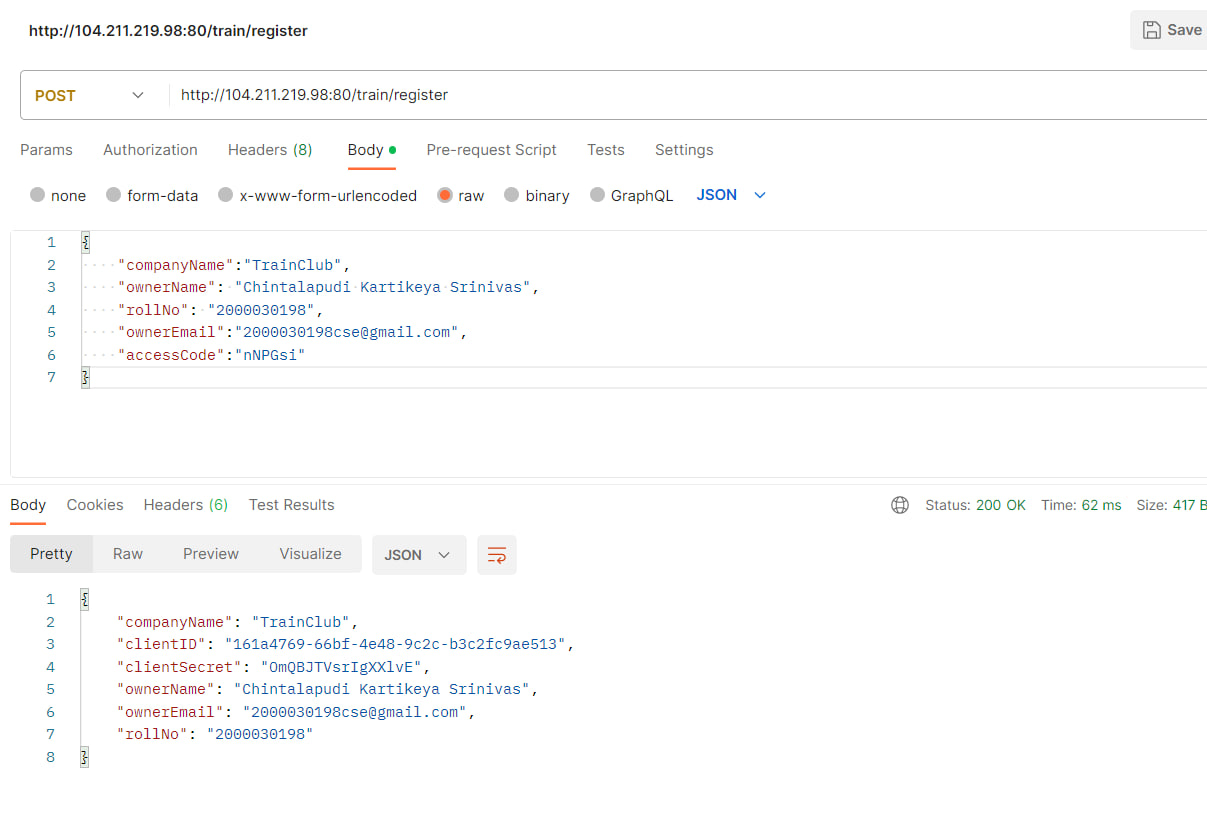 http://104.211.219.98:80/train/register
Save
POST http://104.211.219.98:80/train/register
Params Authorization Headers (8) Body Pre-request Script Tests Settings
none form-data x-www-form-urlencoded raw binary GraphQL JSON
1 {
2 "companyName":"TrainClub",
3 "ownerName": "Chintalapudi Kartikeya Srinivas",
4 "rollNo": "2000030198",
5 "ownerEmail":"2000030198cse@gmail.com",
6 "accessCode":"nNPGsi"
7 }
Body Cookies Headers (6) Test Results Status: 200 OK Time: 62 ms Size: 417 B
Pretty Raw Preview Visualize JSON
1 {
2 "companyName": "TrainClub",
3 "clientID": "161a4769-66bf-4e48-9c2c-b3c2fc9ae513",
4 "clientSecret": "OmQBJTVsrIgXXlvE",
5 "ownerName": "Chintalapudi Kartikeya Srinivas",
6 "ownerEmail": "2000030198cse@gmail.com",
7 "rollNo": "2000030198"
8 }